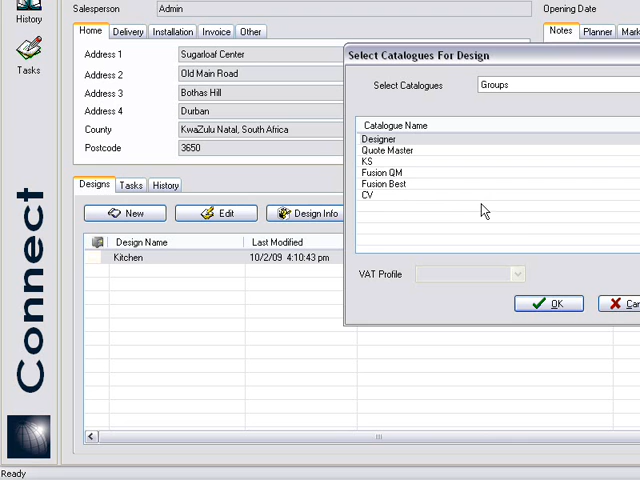 Salesperson Admin Opening Date
History
Home Delivery Installation Invoice Other
Notes Planner Mark
Tasks
Address 1 Sugarloaf Center
Address 2 Old Main Road
Address 3 Bothas Hill
Address 4 Durban
County KwaZulu Natal, South Africa
Postcode 3650
Select Catalogues For Design
Select Catalogues Groups
Catalogue Name
Designer
Quote Master
KS
Fusion QM
Fusion Best
CV
VAT Profile
OK Can
Designs Tasks History
New Edit Design Info
Design Name Last Modified
Kitchen 10/2/09 4:10:43 pm
Connect
Ready